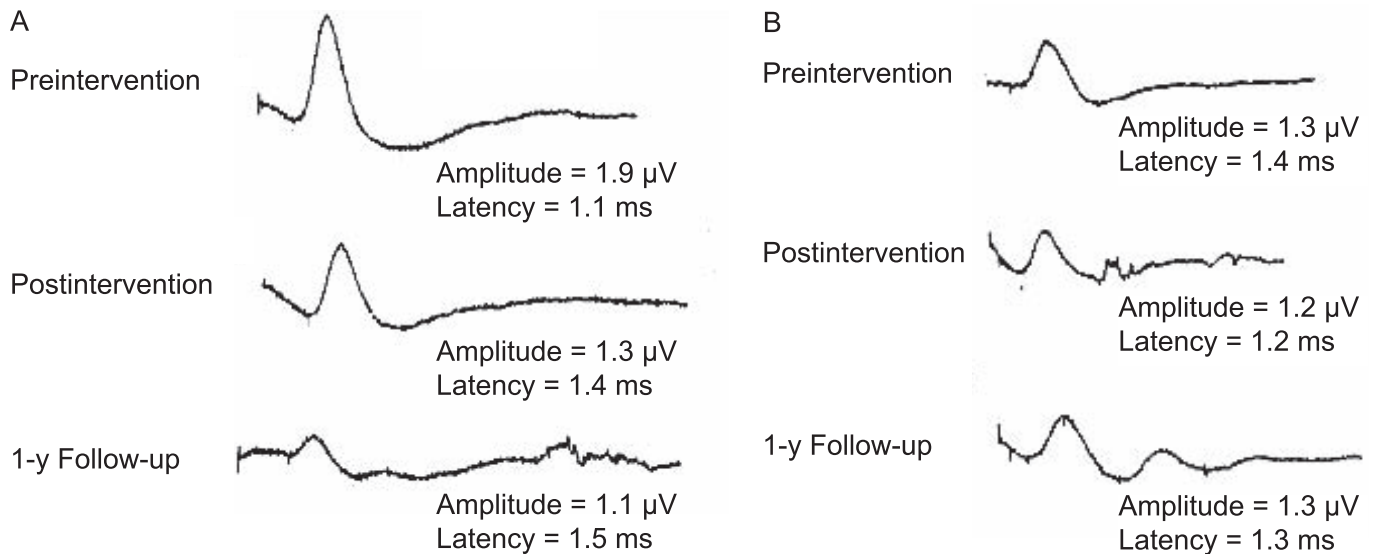 A
Preintervention
Amplitude = 1.9 µV
Latency = 1.1 ms
Postintervention
Amplitude = 1.3 µV
Latency = 1.4 ms
1-y Follow-up
Amplitude = 1.1 µV
Latency = 1.5 ms
B
Preintervention
Amplitude = 1.3 µV
Latency = 1.4 ms
Postintervention
Amplitude = 1.2 µV
Latency = 1.2 ms
1-y Follow-up
Amplitude = 1.3 µV
Latency = 1.3 ms